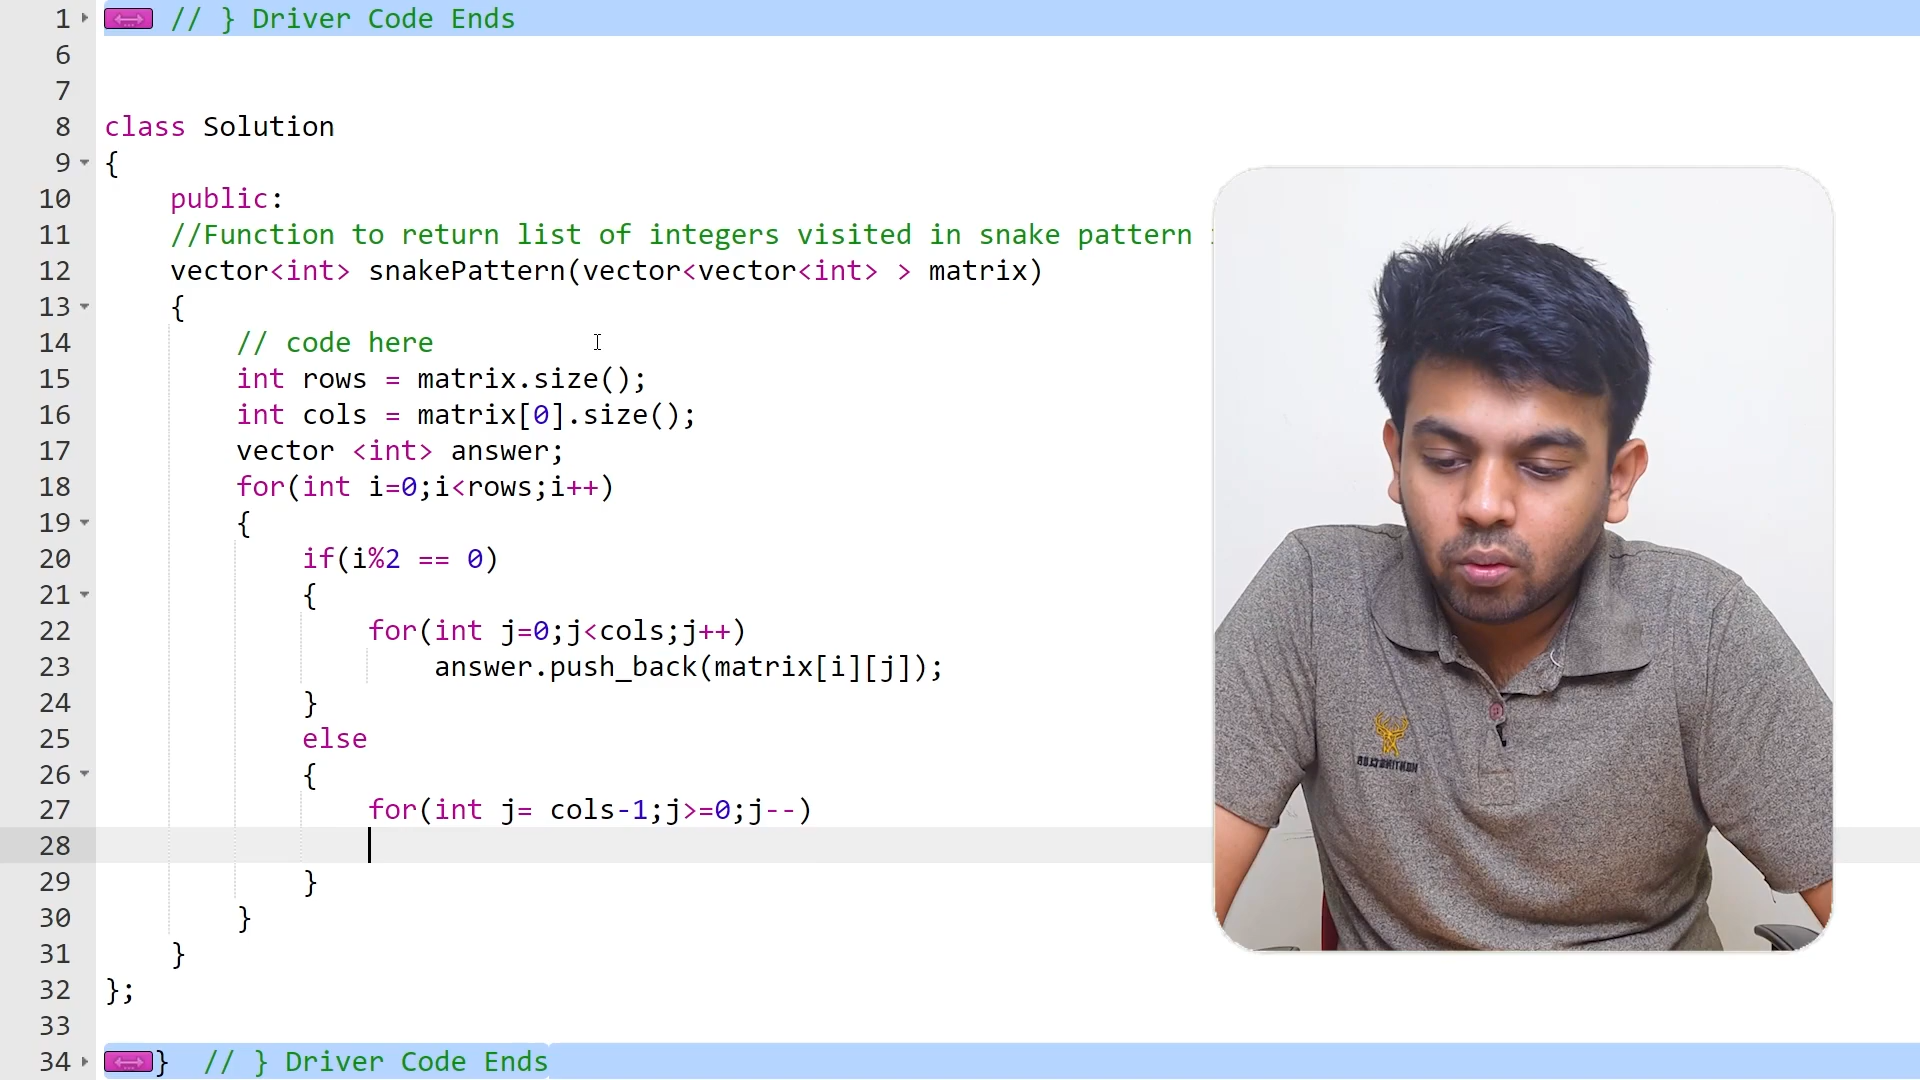 1 // } Driver Code Ends
6
7
8 class Solution
9 {
10 public:
11 //Function to return list of integers visited in snake pattern
12 vector<int> snakePattern(vector<vector<int> > matrix)
13 {
14 // code here
15 int rows = matrix.size();
16 int cols = matrix[0].size();
17 vector <int> answer;
18 for(int i=0;i<rows;i++)
19 {
20 if(i%2 == 0)
21 {
22 for(int j=0;j<cols;j++)
23 answer.push_back(matrix[i][j]);
24 }
25 else
26 {
27 for(int j= cols-1;j>=0;j--)
28
29 }
30 }
31 }
32 };
33
34 } // } Driver Code Ends
HUNTING CLUB